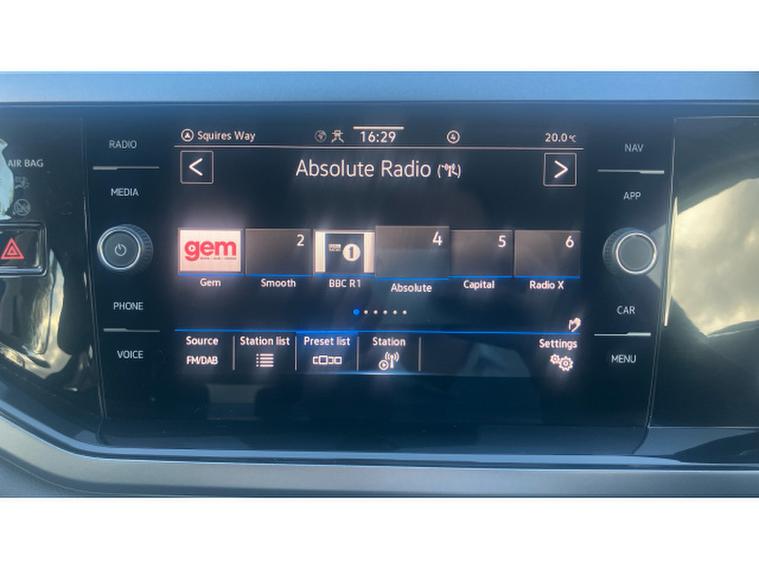 AIR BAG
RADIO
MEDIA
PHONE
VOICE
Squires Way 16:29 4 20.0°C
< Absolute Radio >
gem 2 1 4 5 6
Gem Smooth BBC R1 Absolute Capital Radio X
Source Station list Preset list Station Settings
FM/DAB
NAV
APP
CAR
MENU